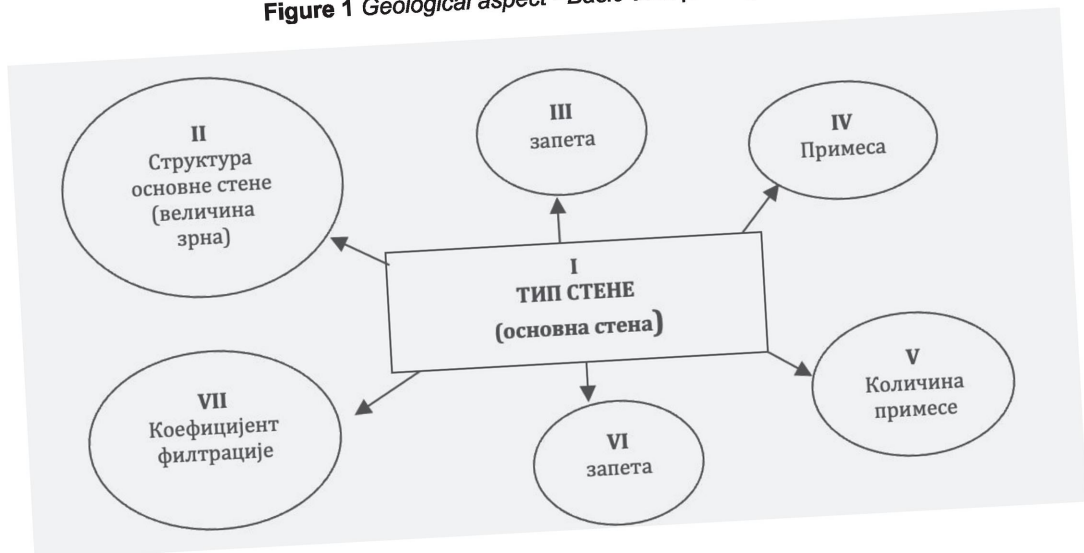 Figure 1 Geological aspect
II
Структура
основне стене
(величина
зрна)
III
запета
IV
Примеса
I
ТИП СТЕНЕ
(основна стена)
V
Количина
примесе
VII
Коефицијент
филтрације
VI
запета